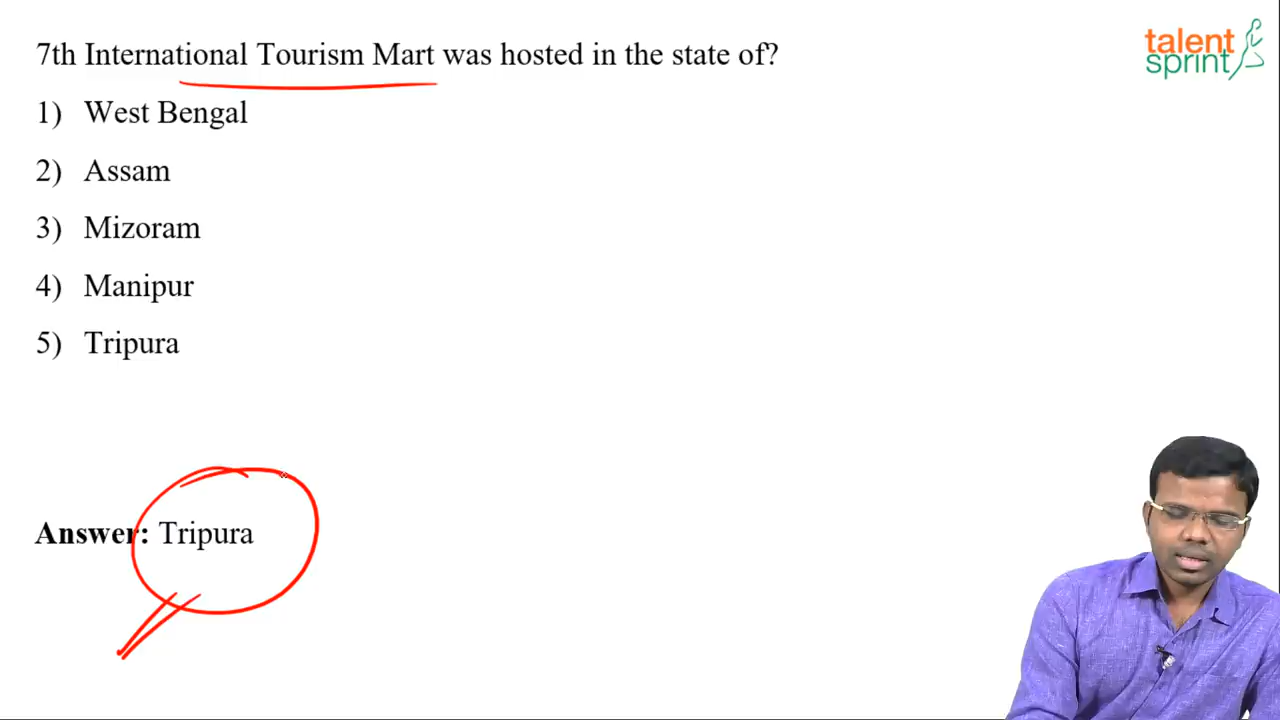 7th International Tourism Mart was hosted in the state of?
talent
sprint
1) West Bengal
2) Assam
3) Mizoram
4) Manipur
5) Tripura
Answer: Tripura